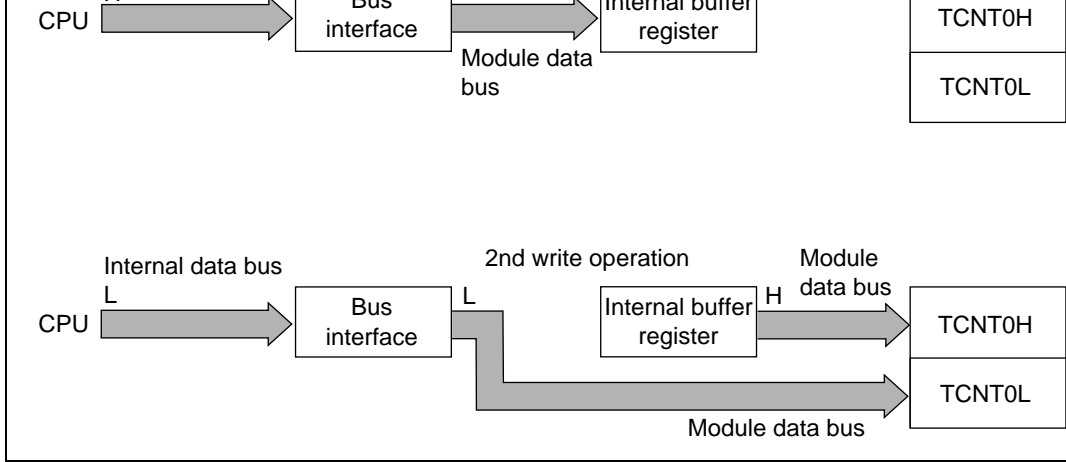 CPU
Bus
interface
Internal buffer
register
Module data
bus
TCNT0H
TCNT0L
2nd write operation
Internal data bus
L
CPU
Bus
interface
L
Internal buffer
register
H
Module
data bus
TCNT0H
TCNT0L
Module data bus